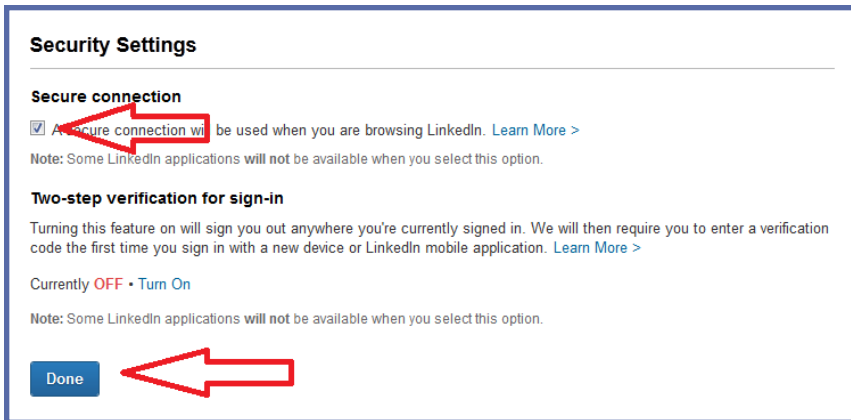 Security Settings
Secure connection
A secure connection will be used when you are browsing LinkedIn. Learn More >
Note: Some LinkedIn applications will not be available when you select this option.
Two-step verification for sign-in
Turning this feature on will sign you out anywhere you're currently signed in. We will then require you to enter a verification
code the first time you sign in with a new device or LinkedIn mobile application. Learn More >
Currently OFF • Turn On
Note: Some LinkedIn applications will not be available when you select this option.
Done